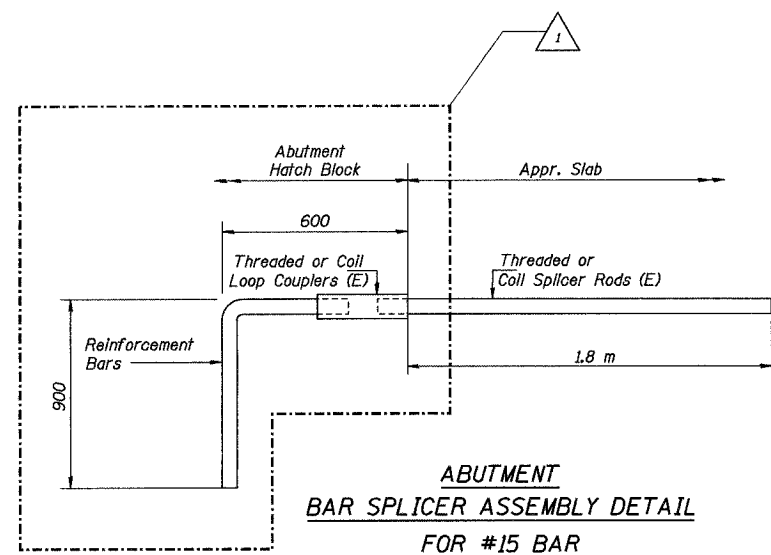 1
Abutment
Hatch Block
Appr. Slab
600
Threaded or Coil
Loop Couplers (E)
Threaded or
Coil Splicer Rods (E)
Reinforcement
Bars
900
1.8 m
ABUTMENT
BAR SPLICER ASSEMBLY DETAIL
FOR #15 BAR